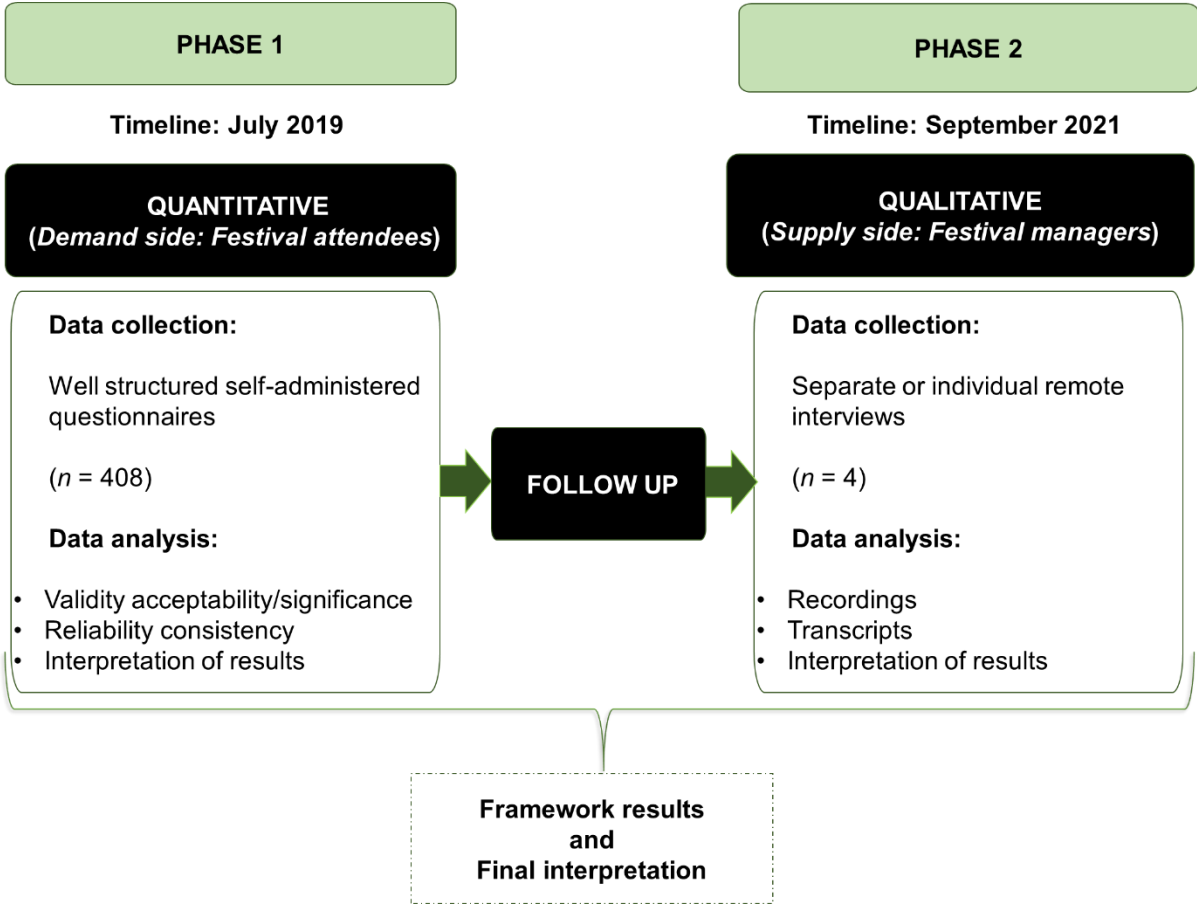 PHASE 1
Timeline: July 2019
QUANTITATIVE
(Demand side: Festival attendees)
Data collection:
Well structured self-administered
questionnaires
(n = 408)
Data analysis:
• Validity acceptability/significance
• Reliability consistency
• Interpretation of results
FOLLOW UP
PHASE 2
Timeline: September 2021
QUALITATIVE
(Supply side: Festival managers)
Data collection:
Separate or individual remote
interviews
(n = 4)
Data analysis:
• Recordings
• Transcripts
• Interpretation of results
Framework results
and
Final interpretation